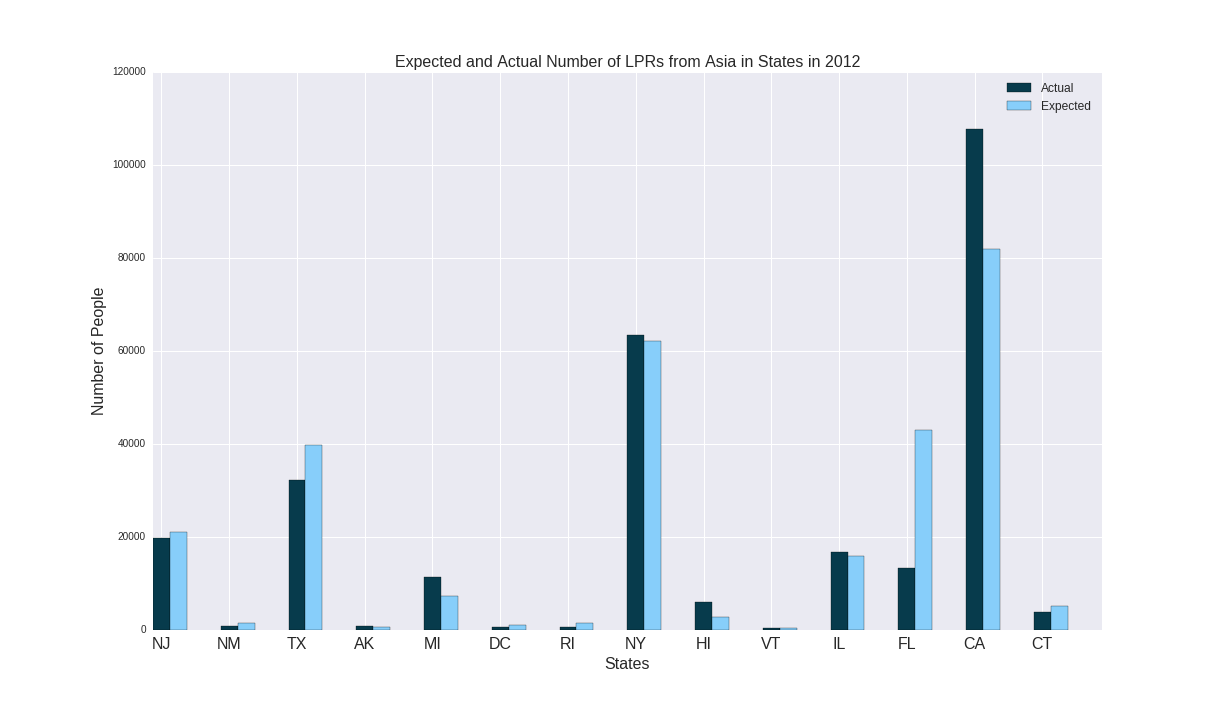 Expected and Actual Number of LPRs from Asia in States in 2012
Actual
Expected
120000
100000
80000
60000
40000
20000
0
Number of People
NJ NM TX AK MI DC RI NY HI VT IL FL CA CT
States